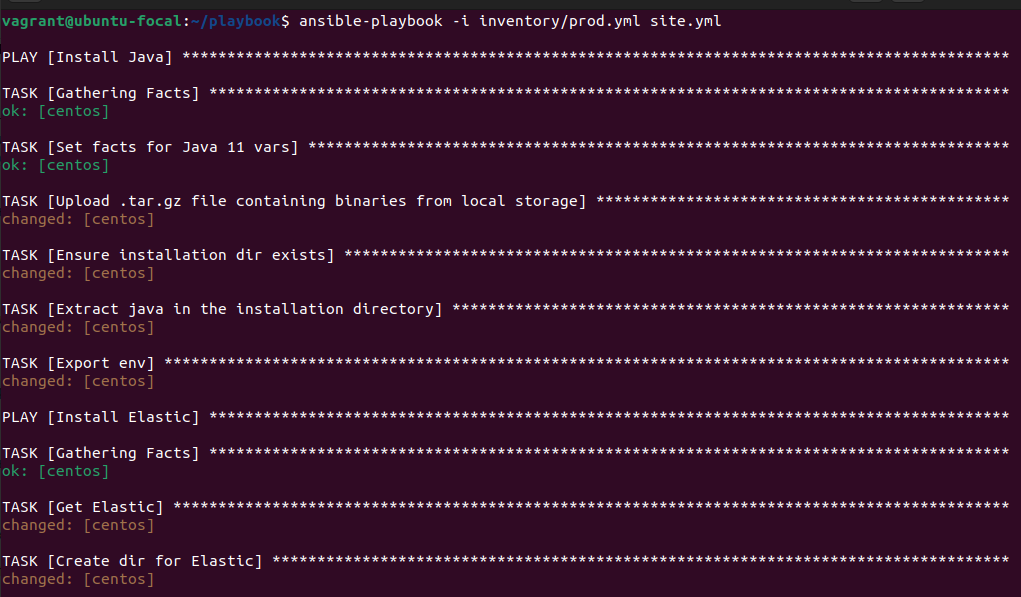 vagrant@ubuntu-focal:~/playbook$ ansible-playbook -i inventory/prod.yml site.yml
PLAY [Install Java] ********************************************************************************************
TASK [Gathering Facts] *****************************************************************************************
ok: [centos]
TASK [Set facts for Java 11 vars] ******************************************************************************
ok: [centos]
TASK [Upload .tar.gz file containing binaries from local storage] **********************************************
changed: [centos]
TASK [Ensure installation dir exists] **************************************************************************
changed: [centos]
TASK [Extract java in the installation directory] **************************************************************
changed: [centos]
TASK [Export env] **********************************************************************************************
changed: [centos]
PLAY [Install Elastic] *****************************************************************************************
TASK [Gathering Facts] *****************************************************************************************
ok: [centos]
TASK [Get Elastic] *********************************************************************************************
changed: [centos]
TASK [Create dir for Elastic] **********************************************************************************
changed: [centos]